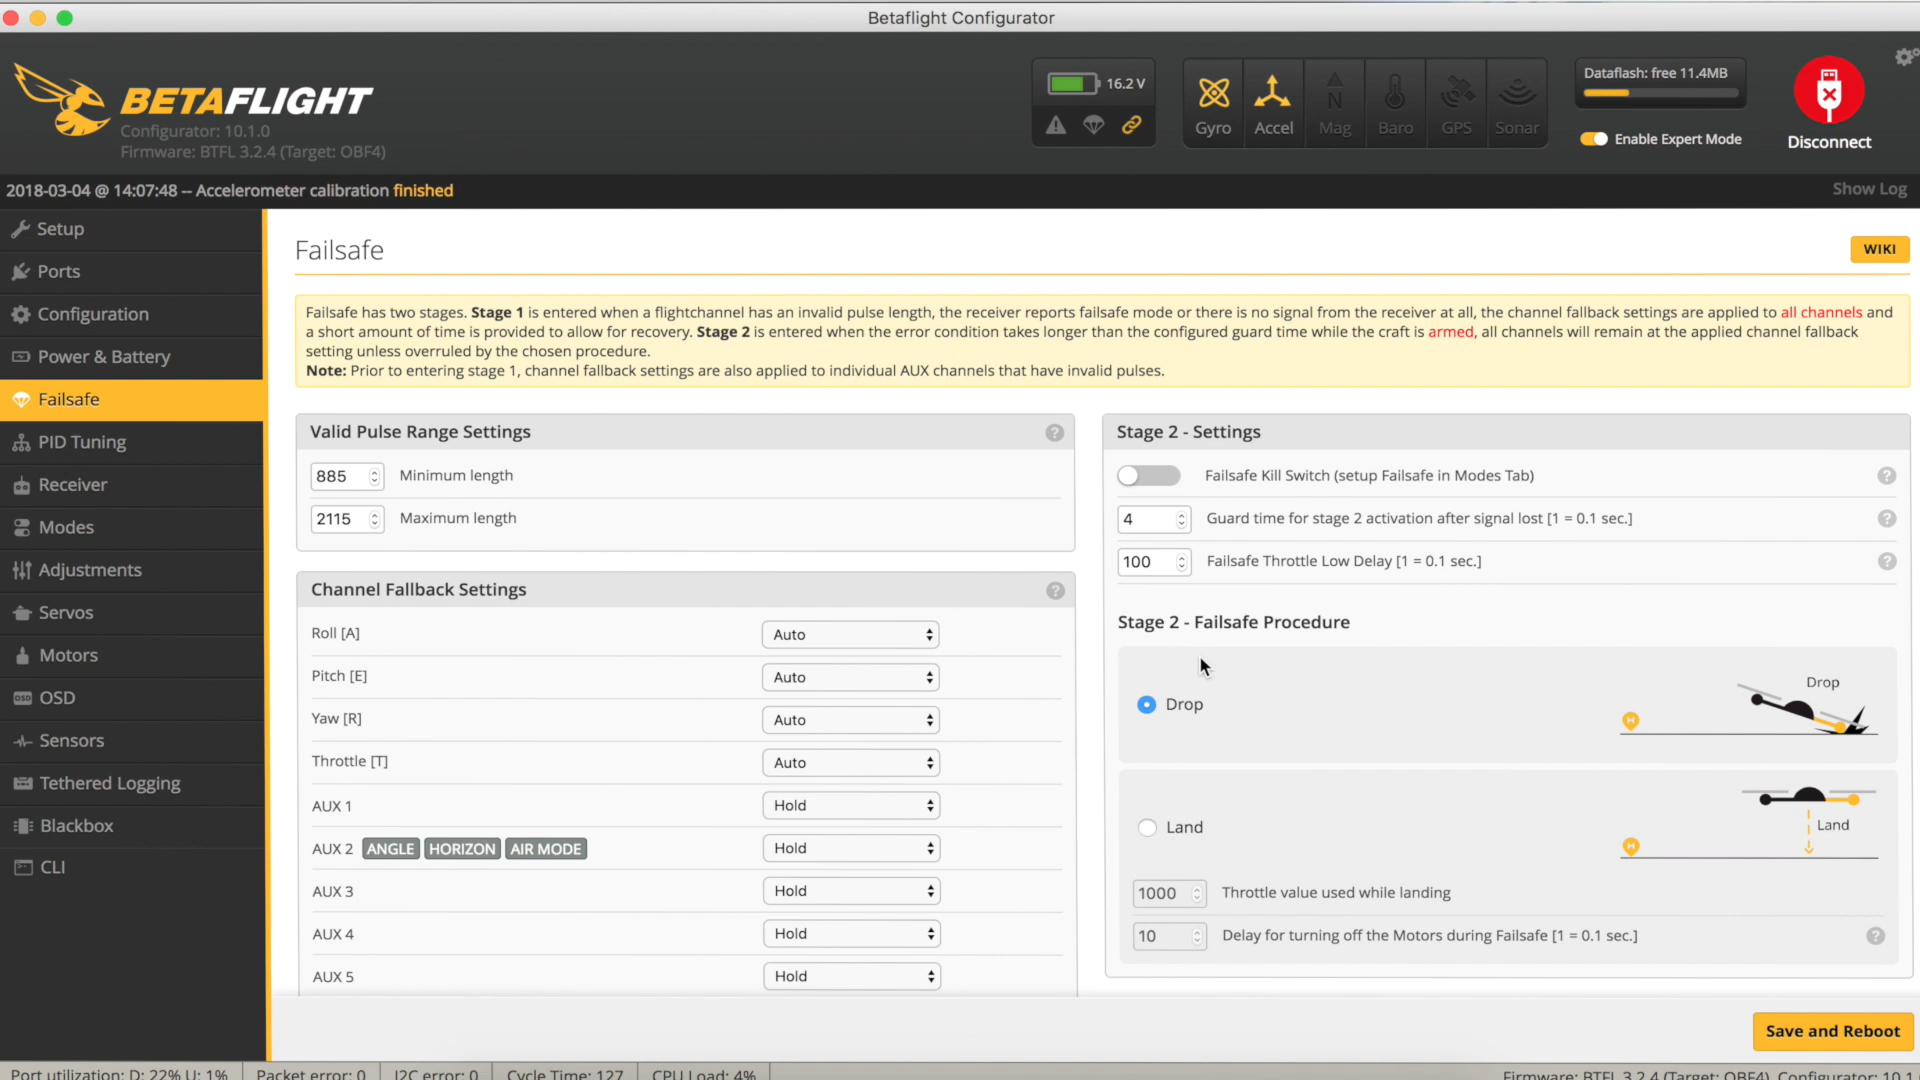 Betaflight Configurator
BETAFLIGHT
Configurator: 10.1.0
Firmware: BTFL 3.2.4 (Target: OBF4)
16.2 V
Gyro
Accel
Mag
Baro
GPS
Sonar
Dataflash: free 11.4MB
Enable Expert Mode
Disconnect
2018-03-04 @ 14:07:48 -- Accelerometer calibration finished
Show Log
Setup
Ports
Configuration
Power & Battery
Failsafe
PID Tuning
Receiver
Modes
Adjustments
Servos
Motors
OSD OSD
Sensors
Tethered Logging
Blackbox
CLI
Failsafe
WIKI
Failsafe has two stages. Stage 1 is entered when a flightchannel has an invalid pulse length, the receiver reports failsafe mode or there is no signal from the receiver at all, the channel fallback settings are applied to all channels and
a short amount of time is provided to allow for recovery. Stage 2 is entered when the error condition takes longer than the configured guard time while the craft is armed, all channels will remain at the applied channel fallback
setting unless overruled by the chosen procedure.
Note: Prior to entering stage 1, channel fallback settings are also applied to individual AUX channels that have invalid pulses.
Valid Pulse Range Settings ?
885 Minimum length
2115 Maximum length
Channel Fallback Settings ?
Roll [A] Auto
Pitch [E] Auto
Yaw [R] Auto
Throttle [T] Auto
AUX 1 Hold
AUX 2 ANGLE HORIZON AIR MODE Hold
AUX 3 Hold
AUX 4 Hold
AUX 5 Hold
Stage 2 - Settings
Failsafe Kill Switch (setup Failsafe in Modes Tab) ?
4 Guard time for stage 2 activation after signal lost [1 = 0.1 sec.] ?
100 Failsafe Throttle Low Delay [1 = 0.1 sec.] ?
Stage 2 - Failsafe Procedure
Drop
Drop
H
Land
Land
H
1000 Throttle value used while landing
10 Delay for turning off the Motors during Failsafe [1 = 0.1 sec.] ?
Save and Reboot
Port utilization: D: 22% U: 1% Packet error: 0 I2C error: 0 Cycle Time: 127 CPU Load: 4% Firmware: BTFL 3.2.4 (Target: OBF4), Configurator: 10.1